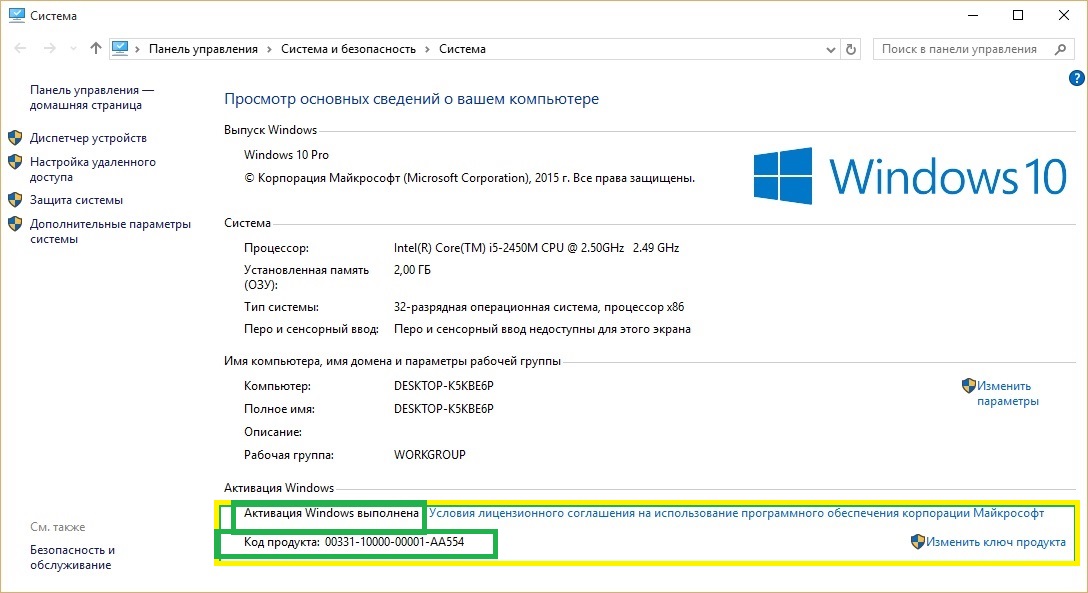 Система
Панель управления › Система и безопасность › Система
Поиск в панели управления
?
Панель управления —
домашняя страница
Диспетчер устройств
Настройка удаленного
доступа
Защита системы
Дополнительные параметры
системы
См. также
Безопасность и
обслуживание
Просмотр основных сведений о вашем компьютере
Выпуск Windows
Windows 10 Pro
© Корпорация Майкрософт (Microsoft Corporation), 2015 г. Все права защищены.
Windows 10
Система
Процессор: Intel(R) Core(TM) i5-2450M CPU @ 2.50GHz 2.49 GHz
Установленная память 2,00 ГБ
(ОЗУ):
Тип системы: 32-разрядная операционная система, процессор x86
Перо и сенсорный ввод: Перо и сенсорный ввод недоступны для этого экрана
Имя компьютера, имя домена и параметры рабочей группы
Компьютер: DESKTOP-K5KBE6P
Изменить
параметры
Полное имя: DESKTOP-K5KBE6P
Описание:
Рабочая группа: WORKGROUP
Активация Windows
Активация Windows выполнена Условия лицензионного соглашения на использование программного обеспечения корпорации Майкрософт
Код продукта: 00331-10000-00001-AA554 Изменить ключ продукта